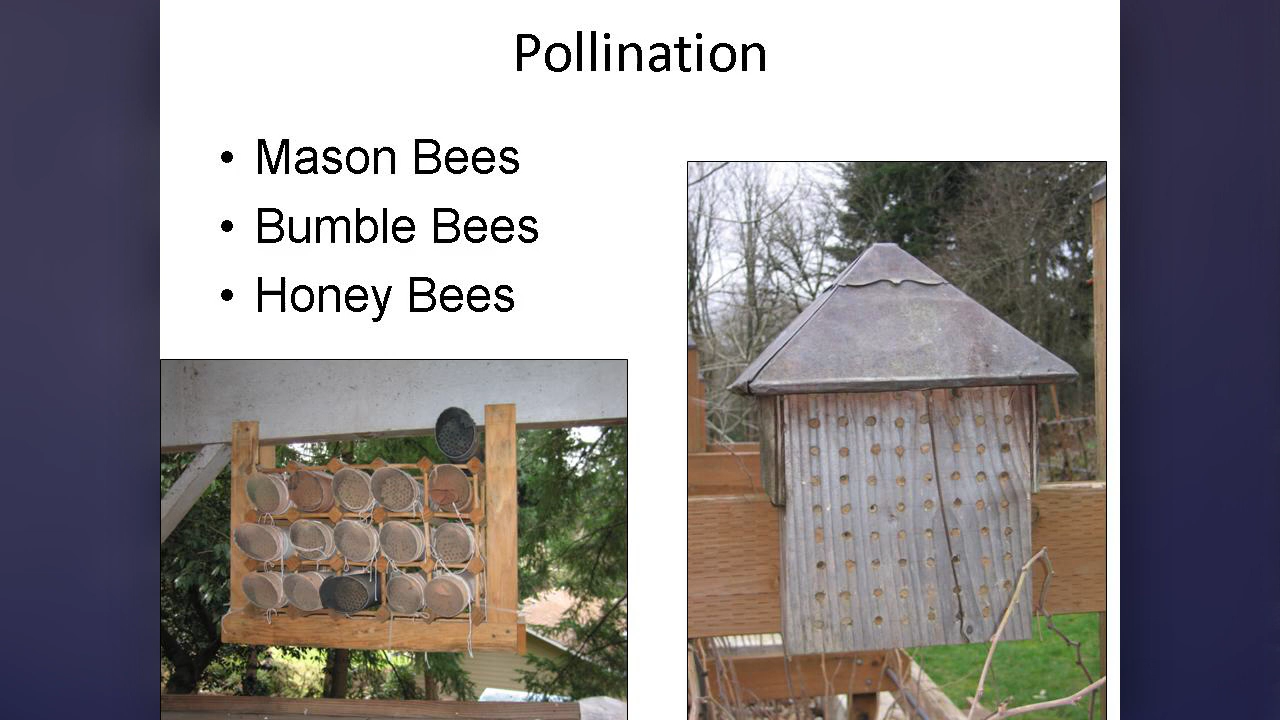 Pollination
• Mason Bees
• Bumble Bees
• Honey Bees